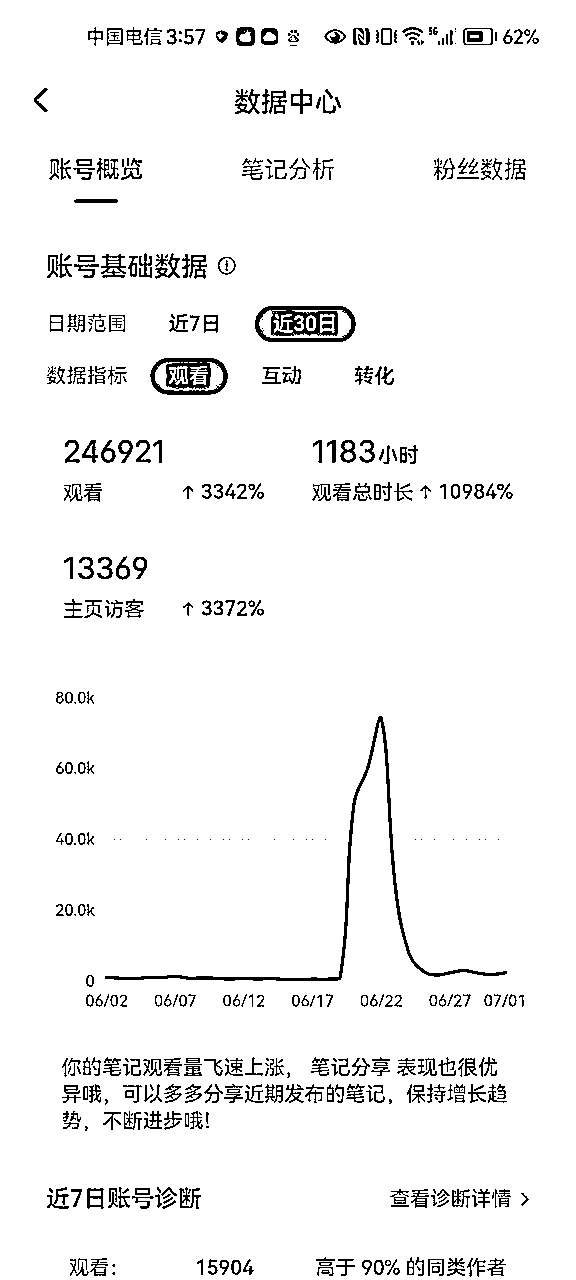 中国电信 3:57 5G 62%
数据中心
账号概览 笔记分析 粉丝数据
账号基础数据
日期范围 近7日 近30日
数据指标 观看 互动 转化
246921 1183小时
观看 ↑ 3342% 观看总时长 ↑ 10984%
13369
主页访客 ↑ 3372%
80.0k
60.0k
40.0k
20.0k
0
06/02 06/07 06/12 06/17 06/22 06/27 07/01
你的笔记观看量飞速上涨， 笔记分享 表现也很优
异哦，可以多多分享近期发布的笔记，保持增长趋
势，不断进步哦!
近7日账号诊断 查看诊断详情 >
观看： 15904 高于 90% 的同类作者